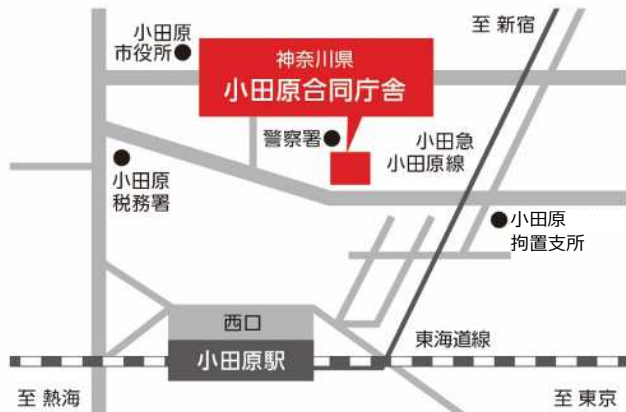 至 新宿
小田原
市役所
神奈川県
小田原合同庁舎
警察署
小田急
小田原線
小田原
税務署
小田原
拘置支所
西口
東海道線
小田原駅
至 熱海
至 東京